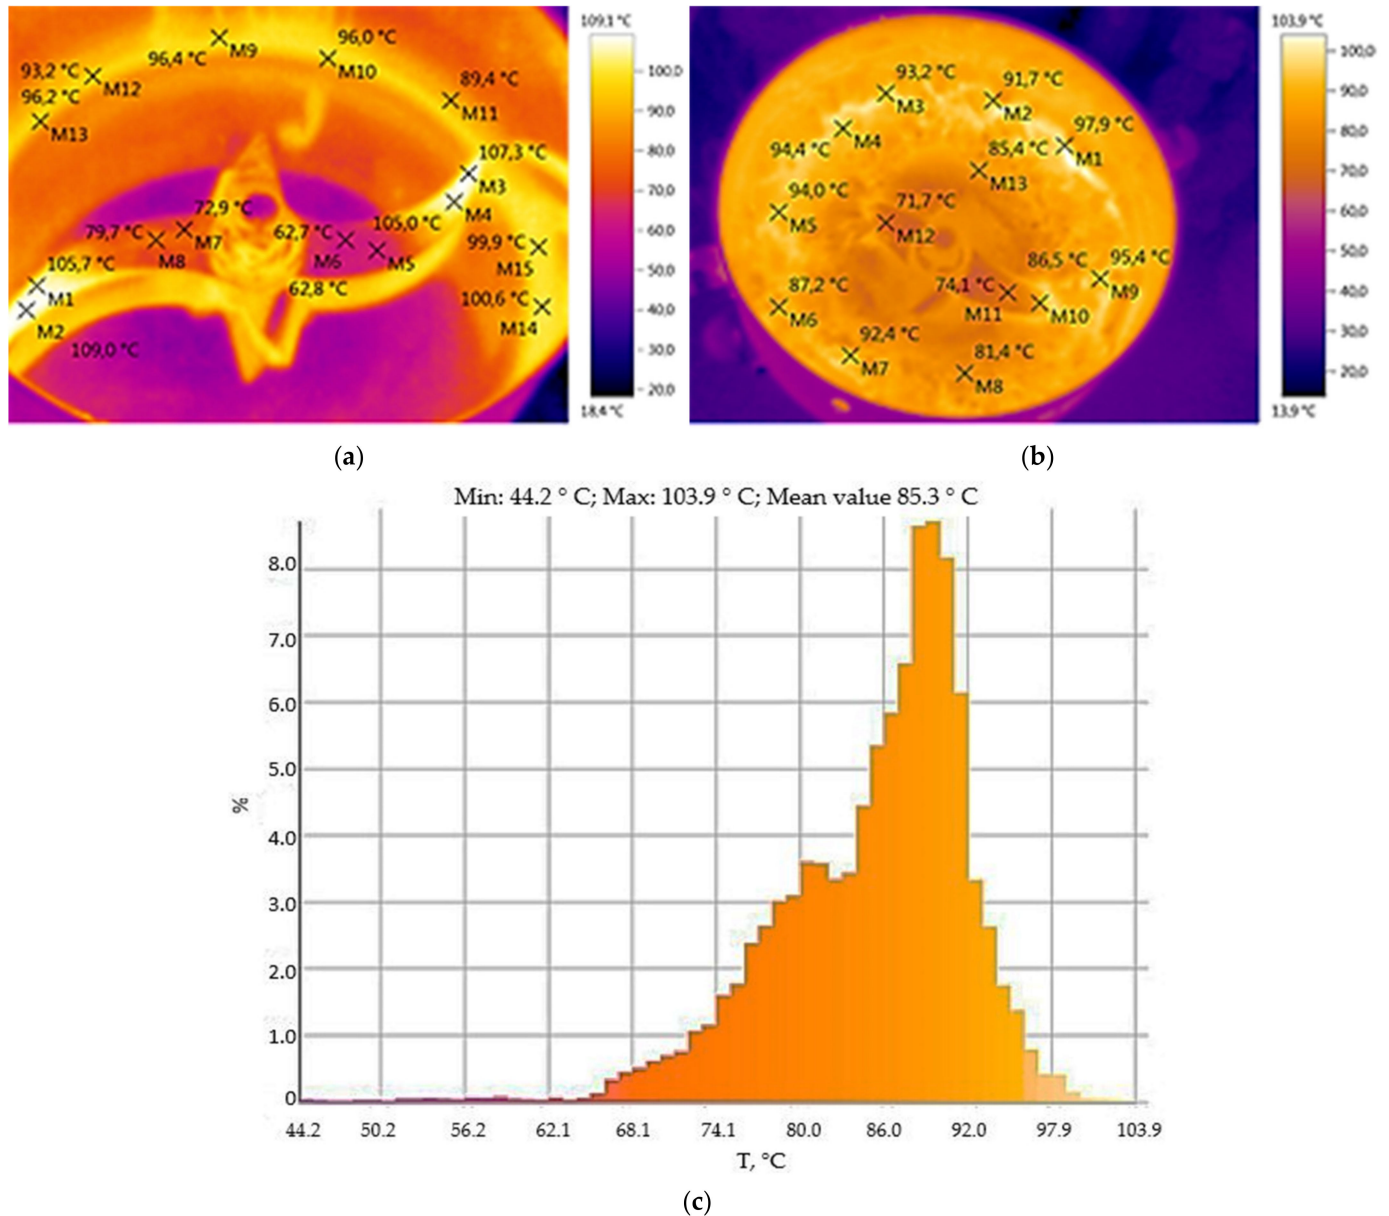 109,1 °C
96,0 °C
M9
96,4 °C
M10
93,2 °C
M12
100,0
89,4 °C
96,2 °C
M11
90,0
M13
107,3 °C
80,0
M3
70,0
72,9 °C
M4
105,0 °C
79,7 °C
62,7 °C
M7
99,9 °C
60,0
M8
M6
M5
M15
105,7 °C
50,0
62,8 °C
M1
100,6 °C
40,0
M2
M14
109,0 °C
30,0
20,0
18,4 °C
(a)
103,9 °C
100,0
93,2 °C
91,7 °C
90,0
M3
M2
97,9 °C
80,0
M4
94,4 °C
85,4 °C
M1
70,0
M13
94,0 °C
71,7 °C
60,0
M5
M12
86,5 °C
95,4 °C
50,0
87,2 °C
74,1 °C
M9
40,0
M6
M11
M10
92,4 °C
30,0
81,4 °C
M7
20,0
M8
13,9 °C
(b)
Min: 44.2 ° C; Max: 103.9 ° C; Mean value 85.3 ° C
8.0
7.0
6.0
5.0
%
4.0
3.0
2.0
1.0
0
44.2 50.2 56.2 62.1 68.1 74.1 80.0 86.0 92.0 97.9 103.9
T, °C
(c)